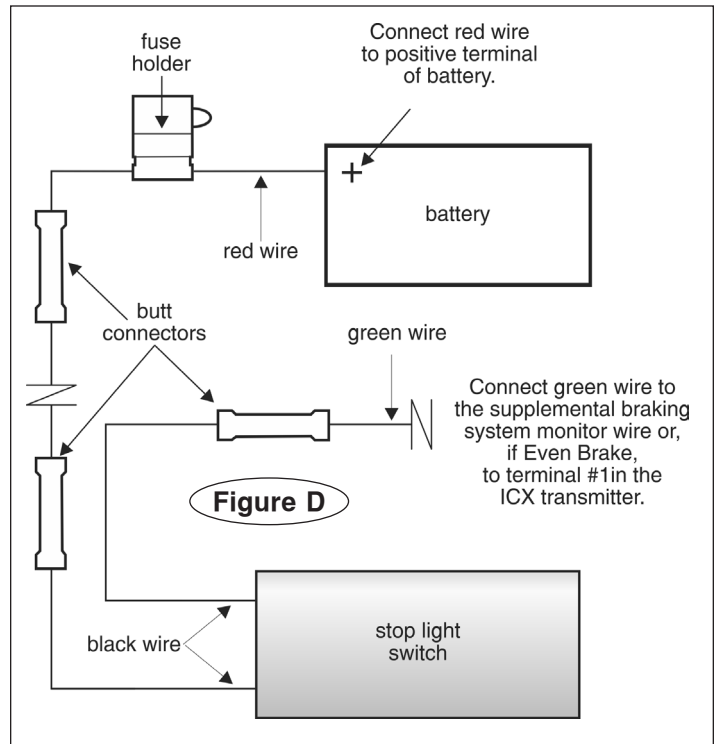 fuse
holder
Connect red wire
to positive terminal
of battery.
+
battery
red wire
butt
connectors
green wire
Connect green wire to
the supplemental braking
system monitor wire or,
if Even Brake,
to terminal #1in the
ICX transmitter.
Figure D
black wire
stop light
switch